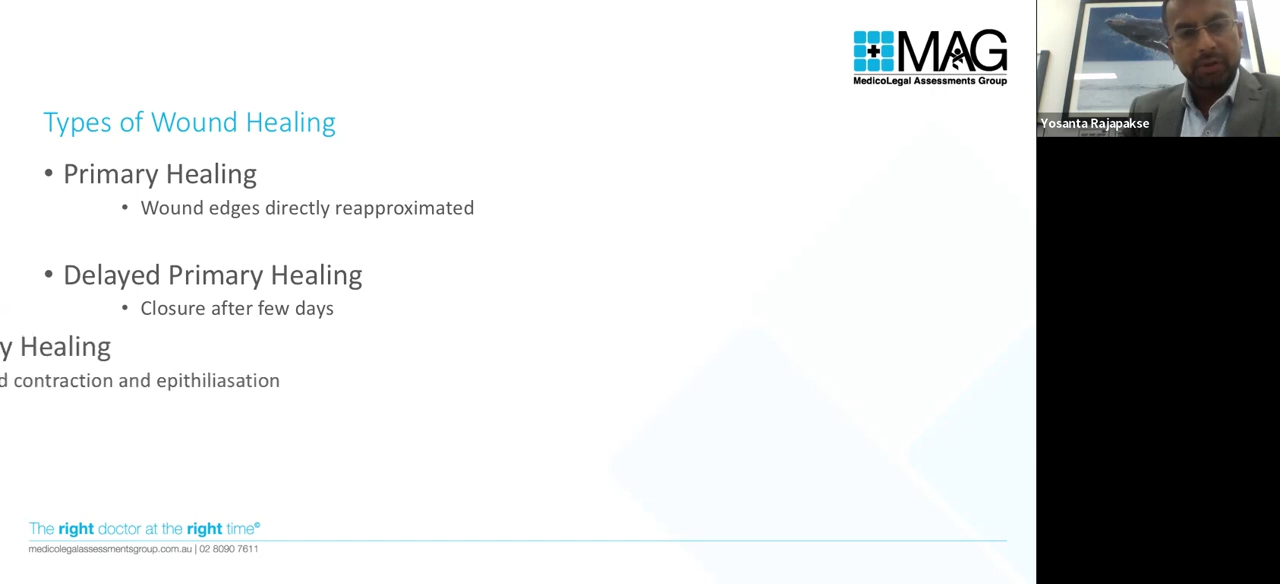 MAG
MedicoLegal Assessments Group
Yosanta Rajapakse
Types of Wound Healing
• Primary Healing
• Wound edges directly reapproximated
• Delayed Primary Healing
• Closure after few days
y Healing
d contraction and epithiliasation
The right doctor at the right time©
medicolegalassessmentsgroup.com.au | 02 8090 7611